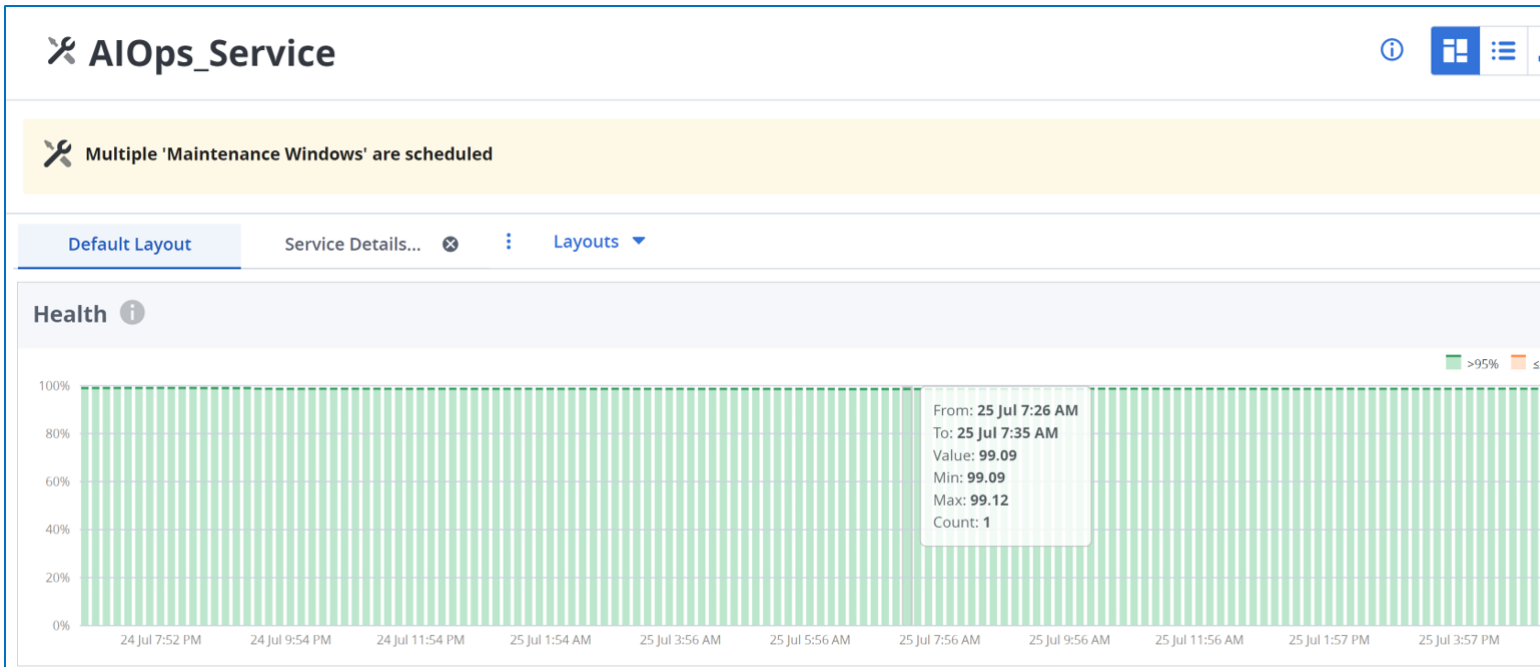 AIOps_Service
Multiple 'Maintenance Windows' are scheduled
Default Layout Service Details... Layouts
Health
>95% ≤
100%
80%
60%
40%
20%
0%
From: 25 Jul 7:26 AM
To: 25 Jul 7:35 AM
Value: 99.09
Min: 99.09
Max: 99.12
Count: 1
24 Jul 7:52 PM 24 Jul 9:54 PM 24 Jul 11:54 PM 25 Jul 1:54 AM 25 Jul 3:56 AM 25 Jul 5:56 AM 25 Jul 7:56 AM 25 Jul 9:56 AM 25 Jul 11:56 AM 25 Jul 1:57 PM 25 Jul 3:57 PM